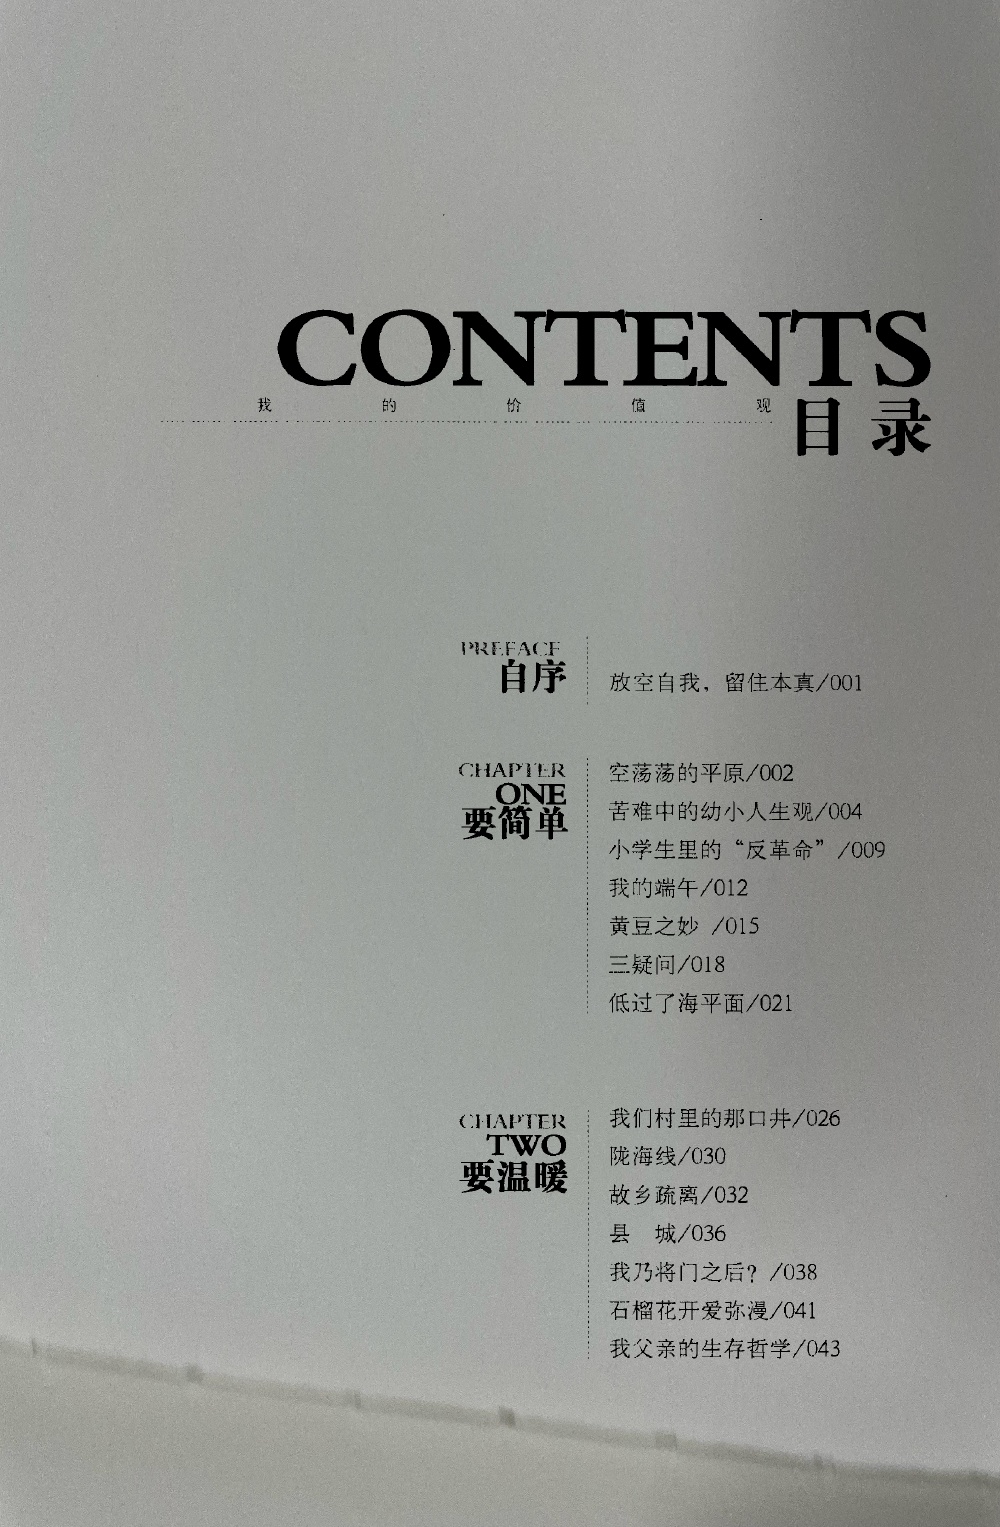 CONTENTS
我的价值观
目录
PREFACE
自序
放空自我，留住本真/001
CHAPTER
ONE
要简单
空荡荡的平原/002
苦难中的幼小人生观/004
小学生里的“反革命”/009
我的端午/012
黄豆之妙 /015
三疑问/018
低过了海平面/021
CHAPTER
TWO
要温暖
我们村里的那口井/026
陇海线/030
故乡疏离/032
县　城/036
我乃将门之后？/038
石榴花开爱弥漫/041
我父亲的生存哲学/043